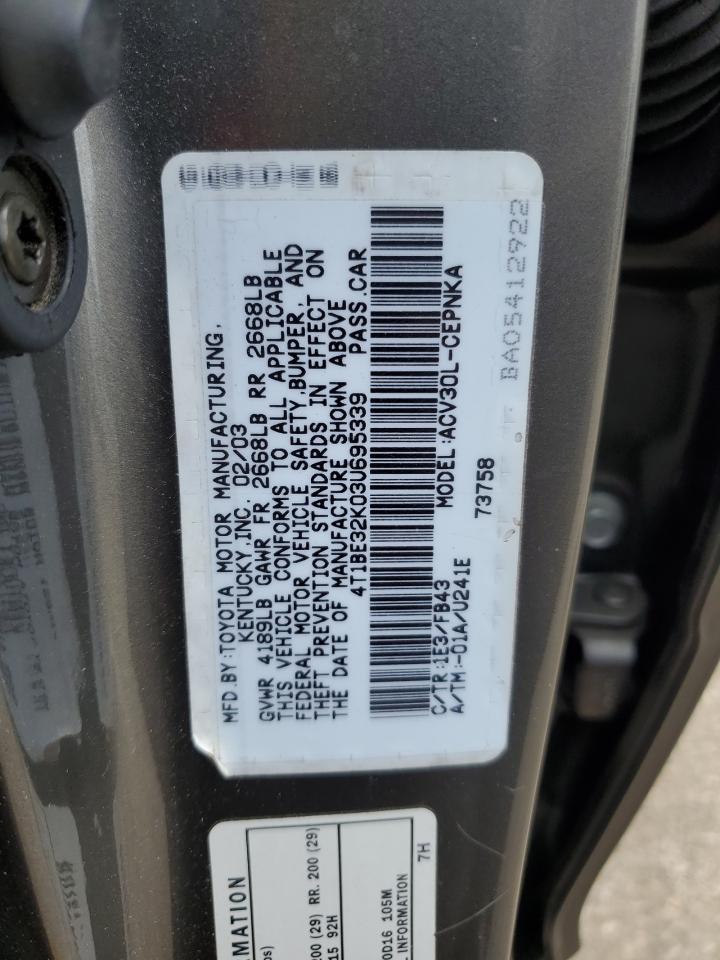 MFD.BY:TOYOTA MOTOR MANUFACTURING,
KENTUCKY,INC. 02/03
GVWR 4189LB GAWR FR 2668LB RR 2668LB
THIS VEHICLE CONFORMS TO ALL APPLICABLE
FEDERAL MOTOR VEHICLE SAFETY,BUMPER, AND
THEFT PREVENTION STANDARDS IN EFFECT ON
THE DATE OF MANUFACTURE SHOWN ABOVE
4T1BE32K03U695339 PASS.CAR
C/TR:1E3/FB43 MODEL:ACV30L-CEPNKA
A/TM:-01A/U241E 73758
BA05412922
RMATION
200 (29) RR. 200 (29)
15 92H
0D16 105M
L INFORMATION
7H